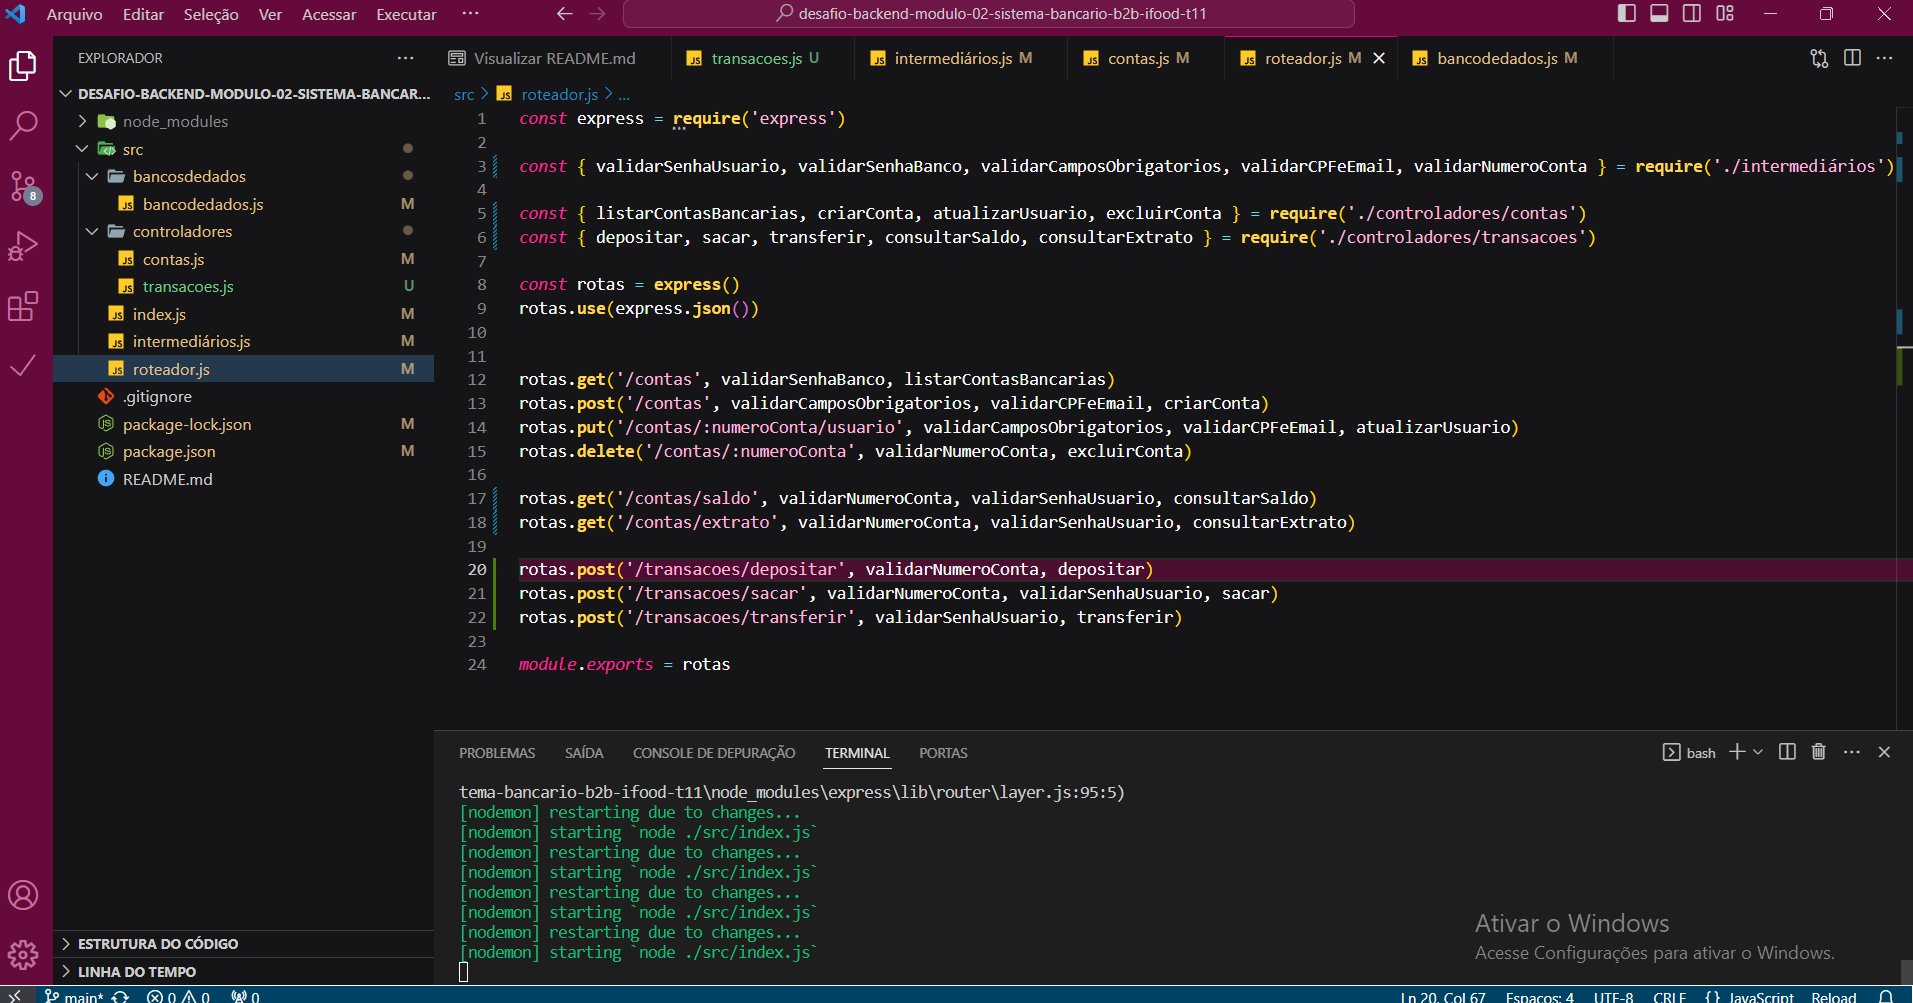 Arquivo Editar Seleção Ver Acessar Executar ··· desafio-backend-modulo-02-sistema-bancario-b2b-ifood-t11
EXPLORADOR ···
Visualizar README.md JS transacoes.js U JS intermediários.js M JS contas.js M JS roteador.js M JS bancodedados.js M ···
DESAFIO-BACKEND-MODULO-02-SISTEMA-BANCAR...
node_modules
src
bancosdedados
JS bancodedados.js M
controladores
JS contas.js M
JS transacoes.js U
JS index.js M
JS intermediários.js M
JS roteador.js M
.gitignore
package-lock.json M
package.json M
README.md
8
ESTRUTURA DO CÓDIGO
LINHA DO TEMPO
src > JS roteador.js > ...
1 const express = require('express')
2
3 const { validarSenhaUsuario, validarSenhaBanco, validarCamposObrigatorios, validarCPFeEmail, validarNumeroConta } = require('./intermediários')
4
5 const { listarContasBancarias, criarConta, atualizarUsuario, excluirConta } = require('./controladores/contas')
6 const { depositar, sacar, transferir, consultarSaldo, consultarExtrato } = require('./controladores/transacoes')
7
8 const rotas = express()
9 rotas.use(express.json())
10
11
12 rotas.get('/contas', validarSenhaBanco, listarContasBancarias)
13 rotas.post('/contas', validarCamposObrigatorios, validarCPFeEmail, criarConta)
14 rotas.put('/contas/:numeroConta/usuario', validarCamposObrigatorios, validarCPFeEmail, atualizarUsuario)
15 rotas.delete('/contas/:numeroConta', validarNumeroConta, excluirConta)
16
17 rotas.get('/contas/saldo', validarNumeroConta, validarSenhaUsuario, consultarSaldo)
18 rotas.get('/contas/extrato', validarNumeroConta, validarSenhaUsuario, consultarExtrato)
19
20 rotas.post('/transacoes/depositar', validarNumeroConta, depositar)
21 rotas.post('/transacoes/sacar', validarNumeroConta, validarSenhaUsuario, sacar)
22 rotas.post('/transacoes/transferir', validarSenhaUsuario, transferir)
23
24 module.exports = rotas
PROBLEMAS SAÍDA CONSOLE DE DEPURAÇÃO TERMINAL PORTAS bash ···
tema-bancario-b2b-ifood-t11\node_modules\express\lib\router\layer.js:95:5)
[nodemon] restarting due to changes...
[nodemon] starting `node ./src/index.js`
[nodemon] restarting due to changes...
[nodemon] starting `node ./src/index.js`
[nodemon] restarting due to changes...
[nodemon] starting `node ./src/index.js`
[nodemon] restarting due to changes...
[nodemon] starting `node ./src/index.js`
Ativar o Windows
Acesse Configurações para ativar o Windows.
main* 0 0 0 Ln 20, Col 67 Espaços: 4 UTF-8 CRLF {} JavaScript Reload